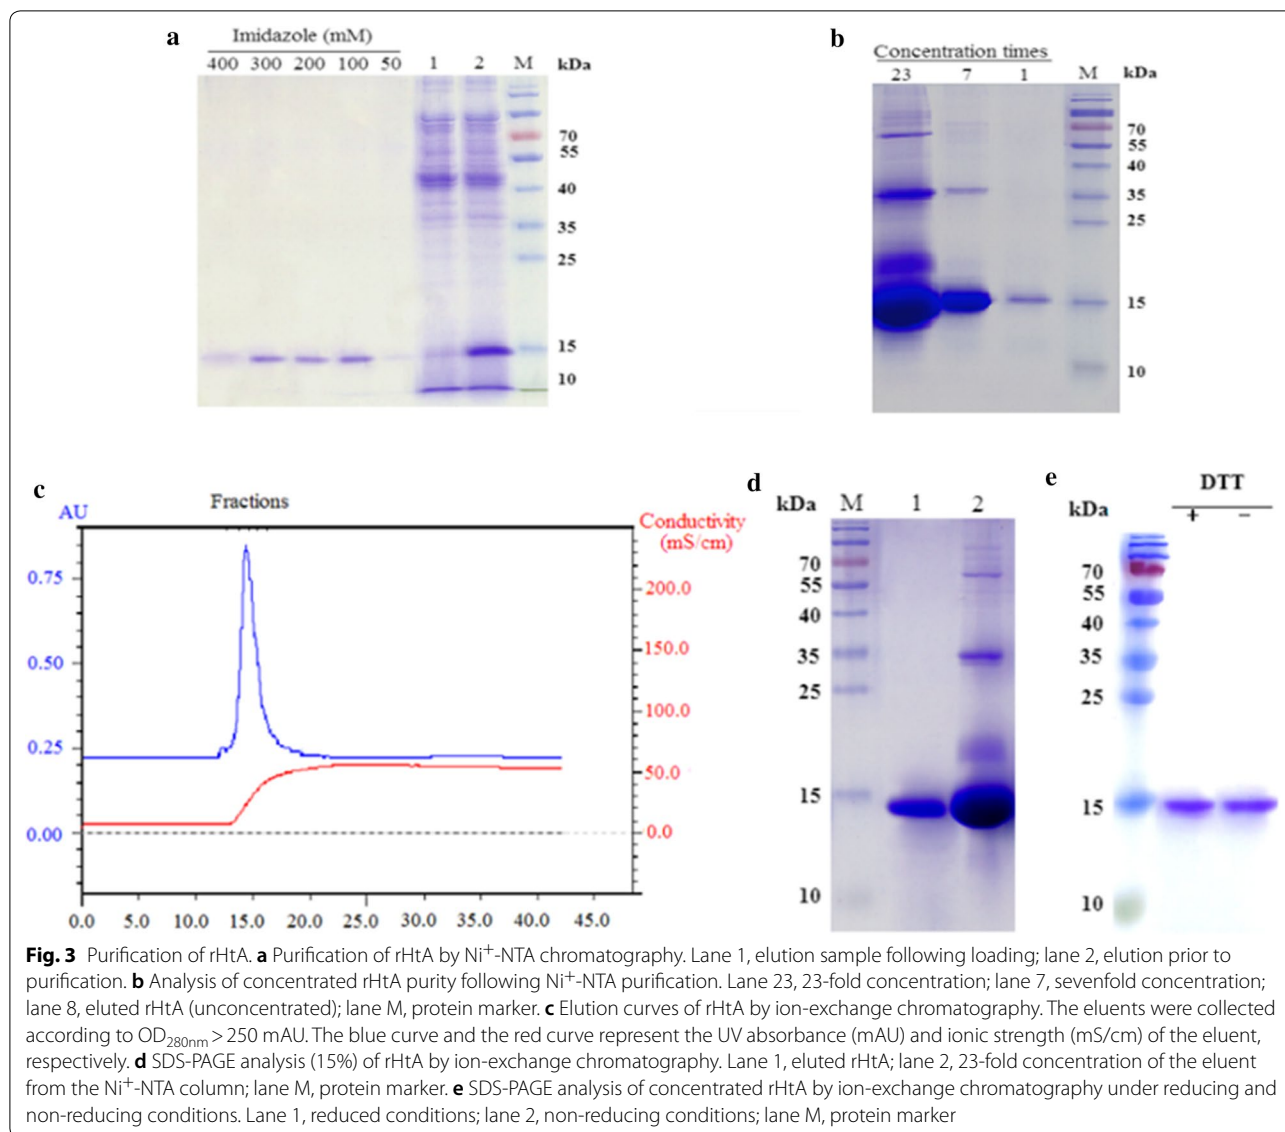 a
Imidazole (mM)
400 300 200 100 50 1 2 M kDa
70
55
40
35
25
15
10
b
Concentration times
23 7 1 M kDa
70
55
40
35
25
15
10
c
AU
Fractions
Conductivity
(mS/cm)
0.75
0.50
0.25
0.00
200.0
150.0
100.0
50.0
0.0
0.0 5.0 10.0 15.0 20.0 25.0 30.0 35.0 40.0 45.0
d
kDa M 1 2
70
55
40
35
25
15
10
e
DTT
kDa + −
70
55
40
35
25
15
10
Fig. 3 Purification of rHtA. a Purification of rHtA by Ni⁺-NTA chromatography. Lane 1, elution sample following loading; lane 2, elution prior to
purification. b Analysis of concentrated rHtA purity following Ni⁺-NTA purification. Lane 23, 23-fold concentration; lane 7, sevenfold concentration;
lane 8, eluted rHtA (unconcentrated); lane M, protein marker. c Elution curves of rHtA by ion-exchange chromatography. The eluents were collected
according to OD280nm > 250 mAU. The blue curve and the red curve represent the UV absorbance (mAU) and ionic strength (mS/cm) of the eluent,
respectively. d SDS-PAGE analysis (15%) of rHtA by ion-exchange chromatography. Lane 1, eluted rHtA; lane 2, 23-fold concentration of the eluent
from the Ni⁺-NTA column; lane M, protein marker. e SDS-PAGE analysis of concentrated rHtA by ion-exchange chromatography under reducing and
non-reducing conditions. Lane 1, reduced conditions; lane 2, non-reducing conditions; lane M, protein marker